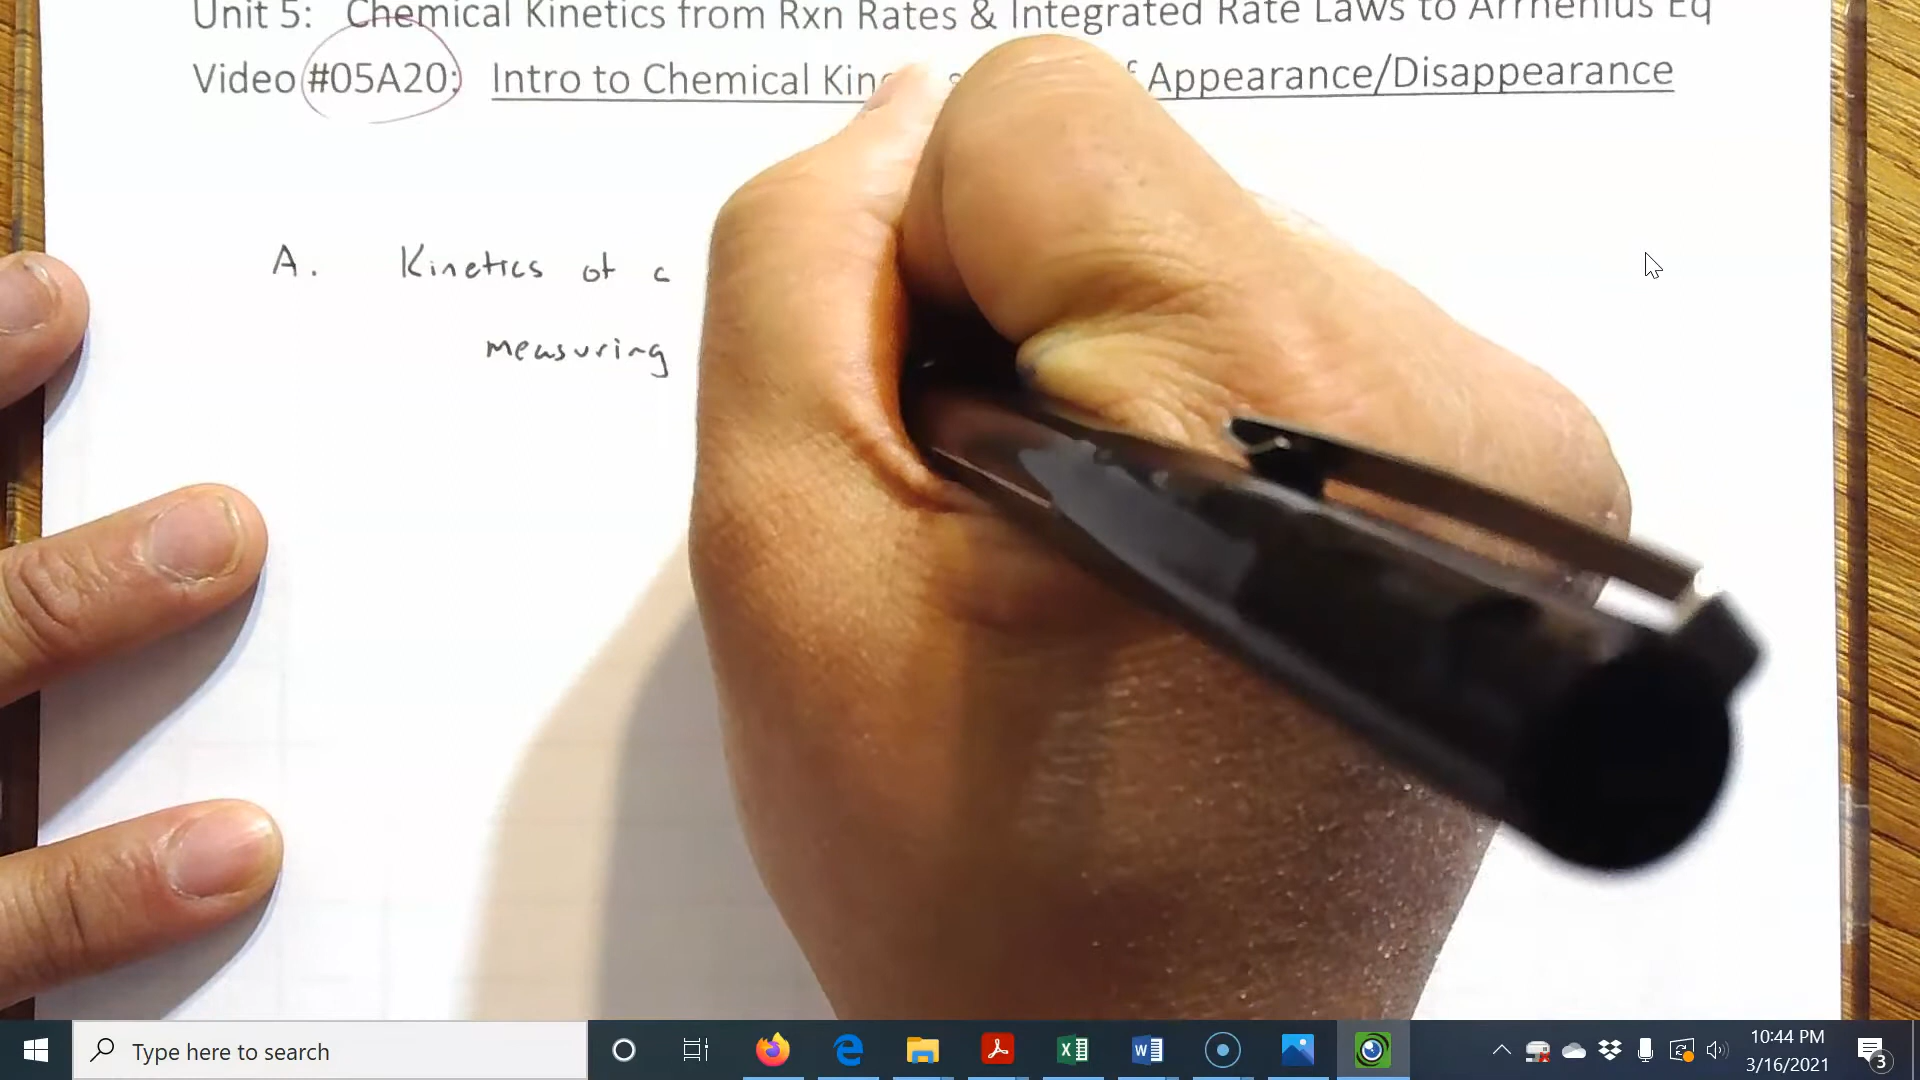 Unit 5: Chemical Kinetics from Rxn Rates & Integrated Rate Laws to Arrhenius Eq
Video #05A20: Intro to Chemical Appearance/Disappearance
A. Kinetics of a
measuring
Type here to search
10:44 PM
3/16/2021
3